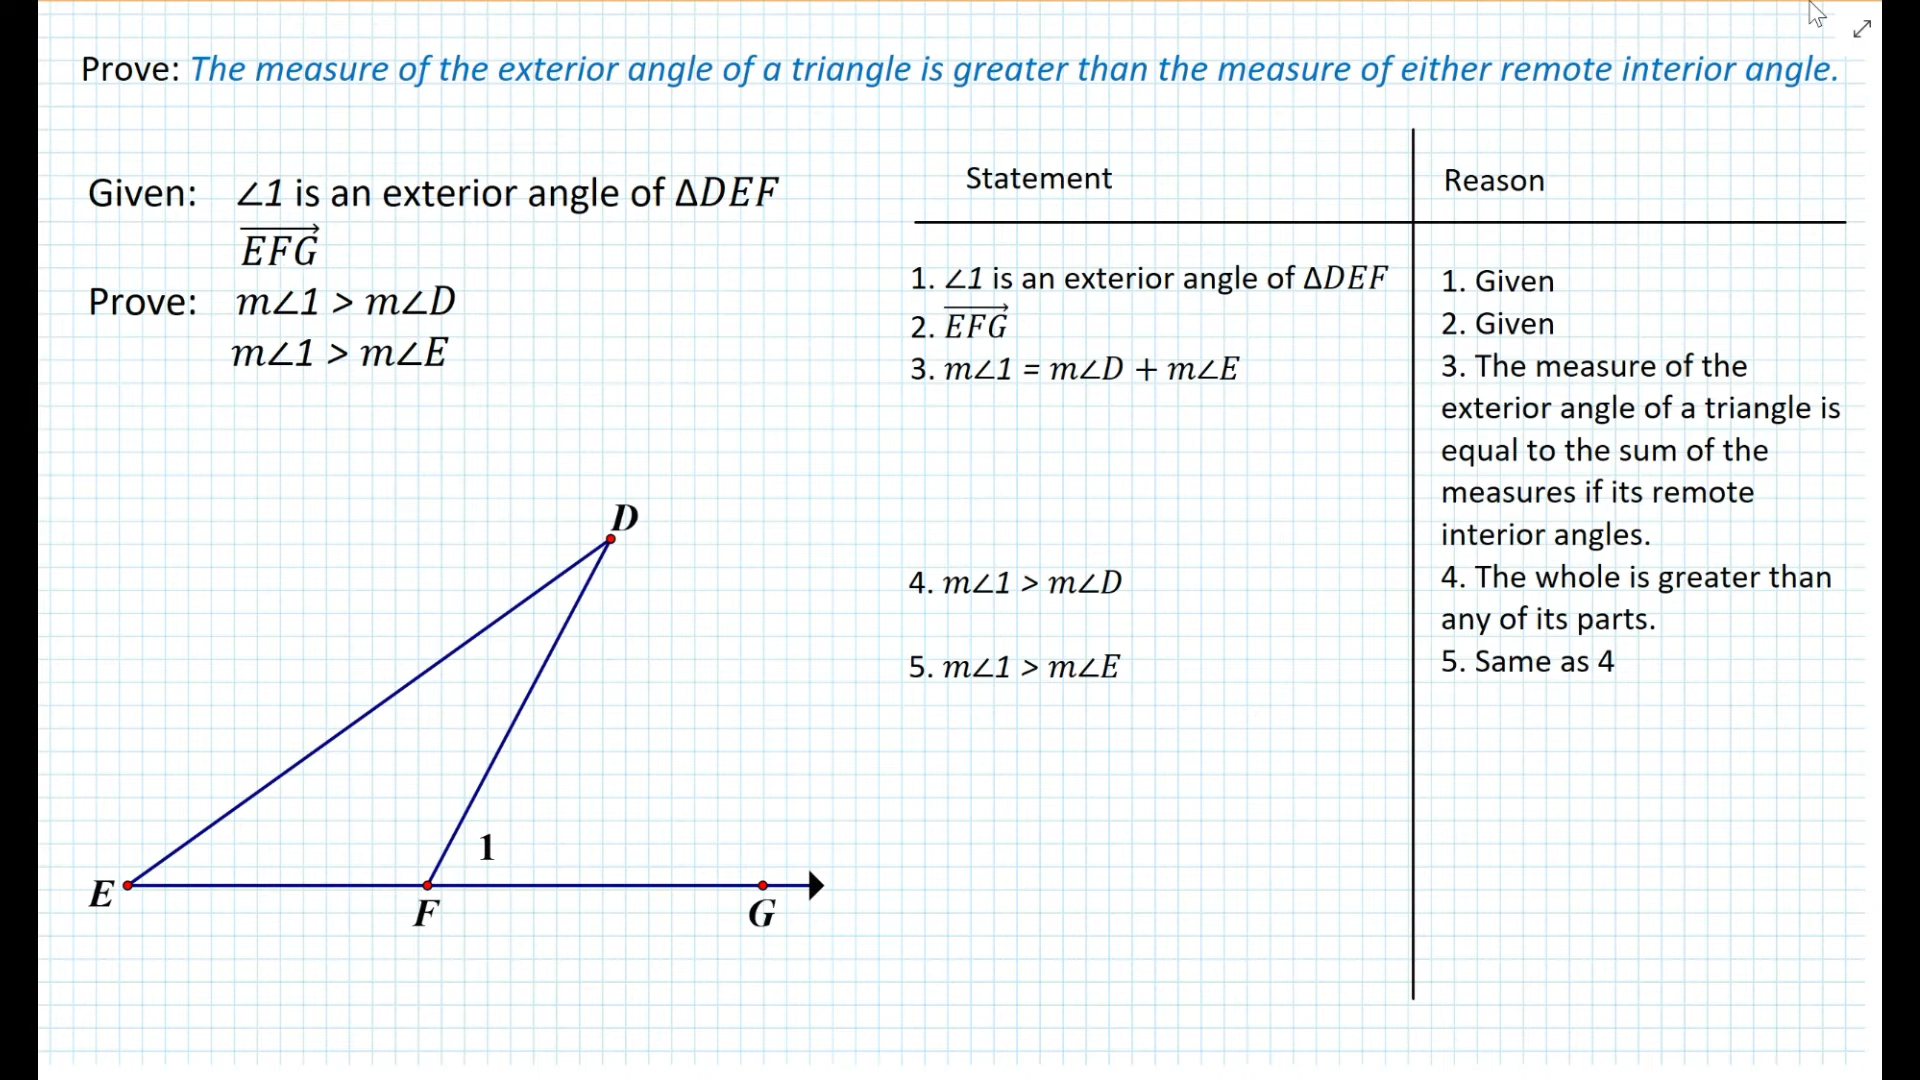 Prove: The measure of the exterior angle of a triangle is greater than the measure of either remote interior angle.
Given: ∠1 is an exterior angle of ΔDEF
EFG
Prove: m∠1 > m∠D
m∠1 > m∠E
D
1
E
F
G
Statement
1. ∠1 is an exterior angle of ΔDEF
2. EFG
3. m∠1 = m∠D + m∠E
4. m∠1 > m∠D
5. m∠1 > m∠E
Reason
1. Given
2. Given
3. The measure of the
exterior angle of a triangle is
equal to the sum of the
measures if its remote
interior angles.
4. The whole is greater than
any of its parts.
5. Same as 4